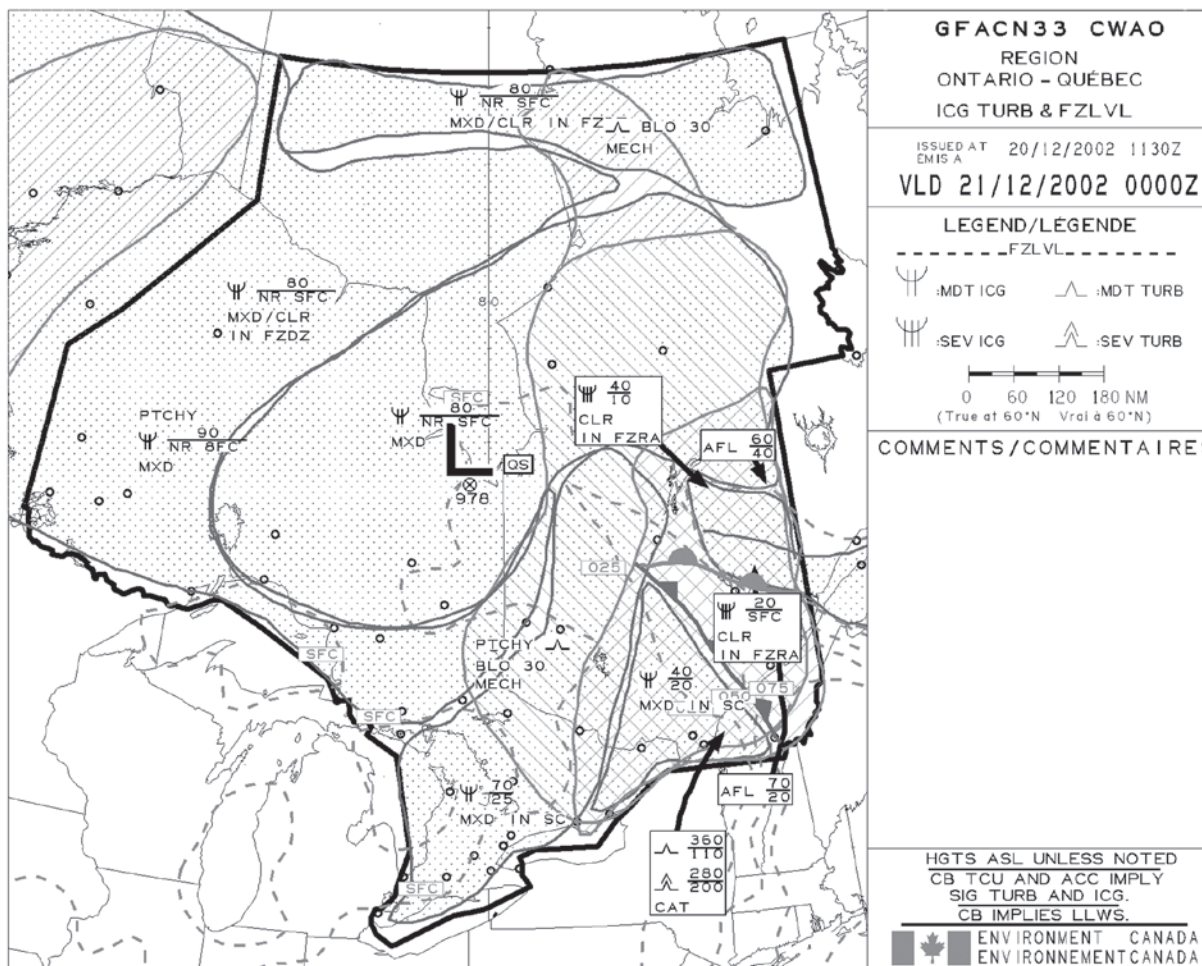 GFACN33 CWAO
REGION
ONTARIO – QUÉBEC
ICG TURB & FZLVL
ISSUED AT
ÉMIS A
20/12/2002 1130Z
VLD 21/12/2002 0000Z
LEGEND/LÉGENDE
FZLVL
:MDT ICG
:MDT TURB
:SEV ICG
:SEV TURB
0 60 120 180 NM
(True at 60°N Vrai à 60°N)
COMMENTS/COMMENTAIRE
80
NR SFC
MXD/CLR IN FZ
BLO 30
MECH
80
NR SFC
MXD/CLR
IN FZDZ
80
SFC
80
NR SFC
MXD
PTCHY
90
NR SFC
MXD
QS
978
40
10
CLR
IN FZRA
AFL 60
40
025
20
SFC
CLR
IN FZRA
PTCHY
BLO 30
MECH
SFC
40
20
MXD IN SC
050
075
SFC
70
25
MXD IN SC
AFL 70
20
360
110
280
200
CAT
SFC
HGTS ASL UNLESS NOTED
CB TCU AND ACC IMPLY
SIG TURB AND ICG.
CB IMPLIES LLWS.
ENVIRONMENT CANADA
ENVIRONNEMENT CANADA